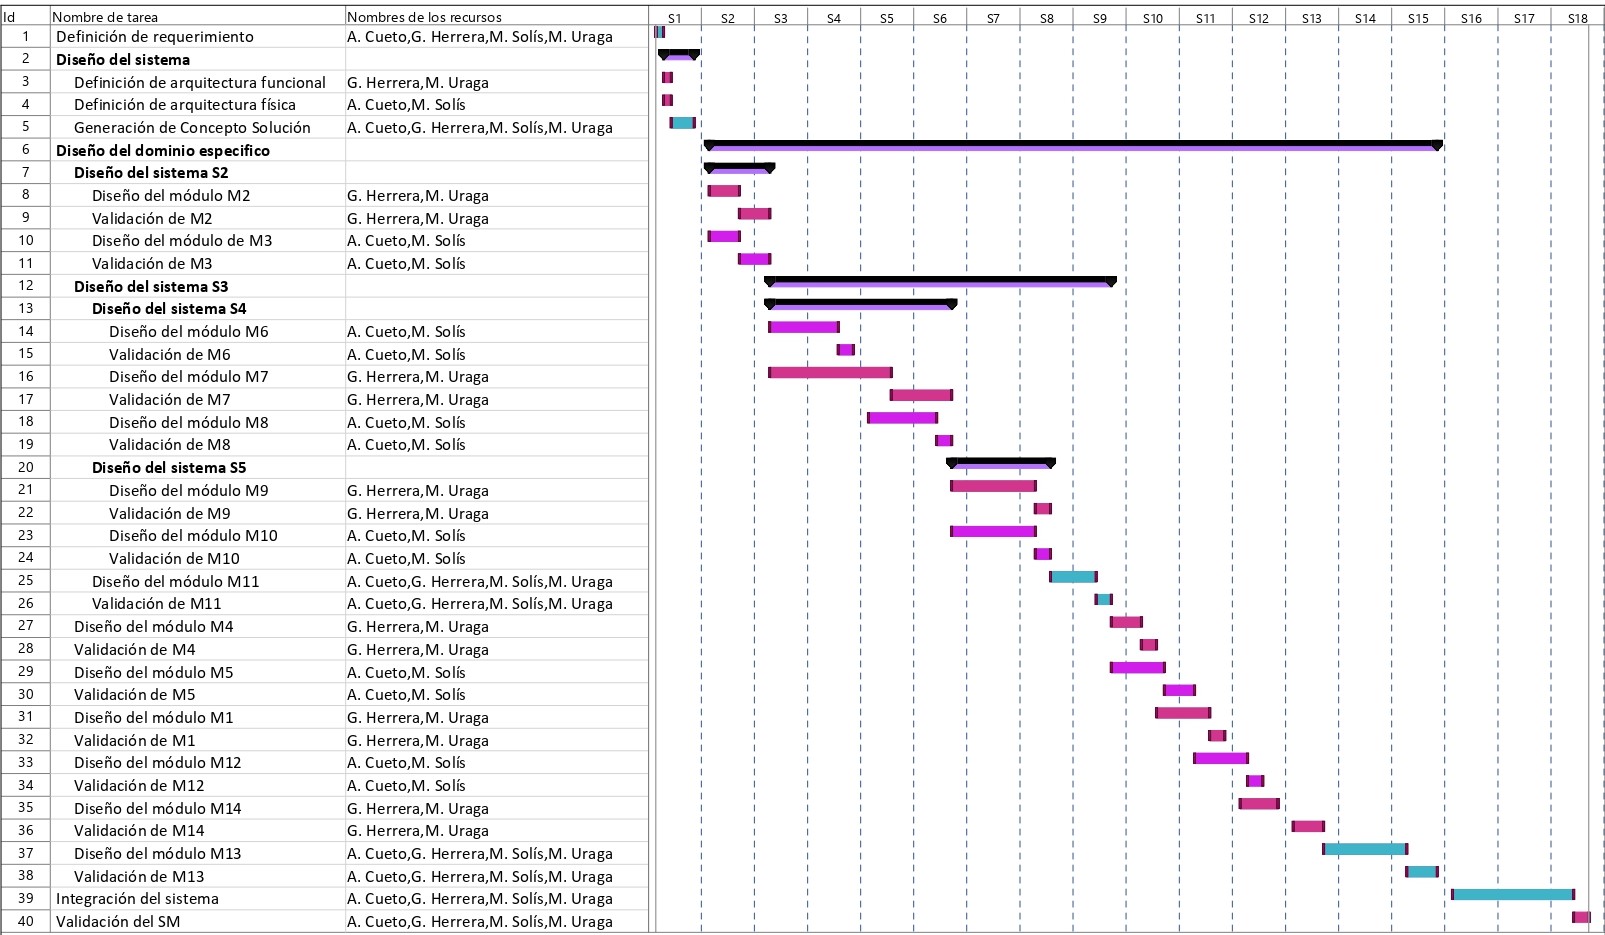 Id Nombre de tarea Nombres de los recursos S1 S2 S3 S4 S5 S6 S7 S8 S9 S10 S11 S12 S13 S14 S15 S16 S17 S18
1 Definición de requerimiento A. Cueto,G. Herrera,M. Solís,M. Uraga
2 Diseño del sistema
3 Definición de arquitectura funcional G. Herrera,M. Uraga
4 Definición de arquitectura física A. Cueto,M. Solís
5 Generación de Concepto Solución A. Cueto,G. Herrera,M. Solís,M. Uraga
6 Diseño del dominio especifico
7 Diseño del sistema S2
8 Diseño del módulo M2 G. Herrera,M. Uraga
9 Validación de M2 G. Herrera,M. Uraga
10 Diseño del módulo de M3 A. Cueto,M. Solís
11 Validación de M3 A. Cueto,M. Solís
12 Diseño del sistema S3
13 Diseño del sistema S4
14 Diseño del módulo M6 A. Cueto,M. Solís
15 Validación de M6 A. Cueto,M. Solís
16 Diseño del módulo M7 G. Herrera,M. Uraga
17 Validación de M7 G. Herrera,M. Uraga
18 Diseño del módulo M8 A. Cueto,M. Solís
19 Validación de M8 A. Cueto,M. Solís
20 Diseño del sistema S5
21 Diseño del módulo M9 G. Herrera,M. Uraga
22 Validación de M9 G. Herrera,M. Uraga
23 Diseño del módulo M10 A. Cueto,M. Solís
24 Validación de M10 A. Cueto,M. Solís
25 Diseño del módulo M11 A. Cueto,G. Herrera,M. Solís,M. Uraga
26 Validación de M11 A. Cueto,G. Herrera,M. Solís,M. Uraga
27 Diseño del módulo M4 G. Herrera,M. Uraga
28 Validación de M4 G. Herrera,M. Uraga
29 Diseño del módulo M5 A. Cueto,M. Solís
30 Validación de M5 A. Cueto,M. Solís
31 Diseño del módulo M1 G. Herrera,M. Uraga
32 Validación de M1 G. Herrera,M. Uraga
33 Diseño del módulo M12 A. Cueto,M. Solís
34 Validación de M12 A. Cueto,M. Solís
35 Diseño del módulo M14 G. Herrera,M. Uraga
36 Validación de M14 G. Herrera,M. Uraga
37 Diseño del módulo M13 A. Cueto,G. Herrera,M. Solís,M. Uraga
38 Validación de M13 A. Cueto,G. Herrera,M. Solís,M. Uraga
39 Integración del sistema A. Cueto,G. Herrera,M. Solís,M. Uraga
40 Validación del SM A. Cueto,G. Herrera,M. Solís,M. Uraga